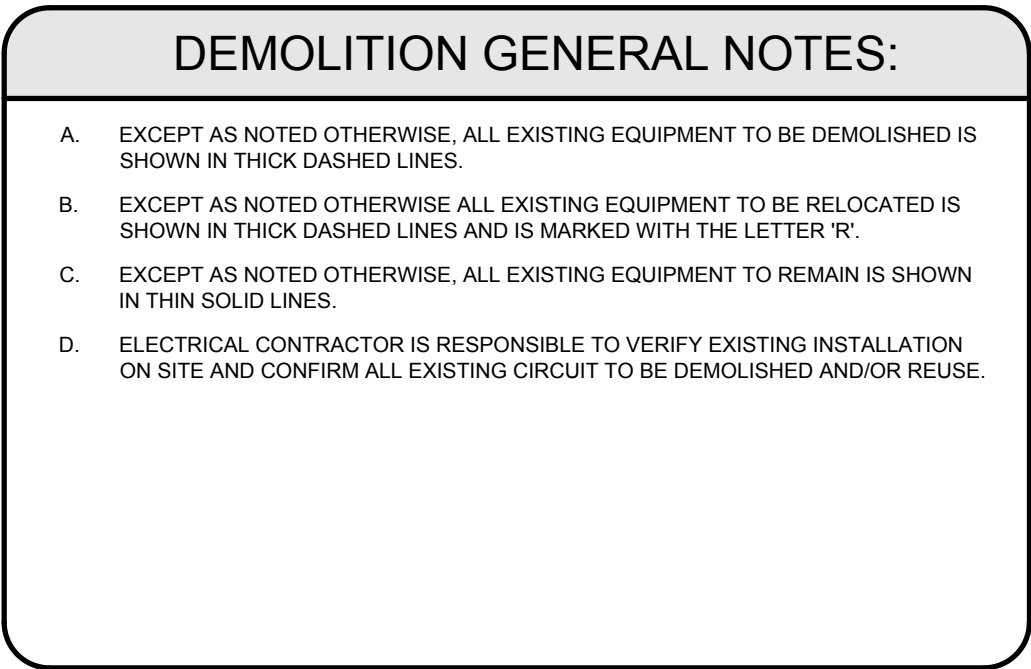 DEMOLITION GENERAL NOTES:
A. EXCEPT AS NOTED OTHERWISE, ALL EXISTING EQUIPMENT TO BE DEMOLISHED IS
SHOWN IN THICK DASHED LINES.
B. EXCEPT AS NOTED OTHERWISE ALL EXISTING EQUIPMENT TO BE RELOCATED IS
SHOWN IN THICK DASHED LINES AND IS MARKED WITH THE LETTER 'R'.
C. EXCEPT AS NOTED OTHERWISE, ALL EXISTING EQUIPMENT TO REMAIN IS SHOWN
IN THIN SOLID LINES.
D. ELECTRICAL CONTRACTOR IS RESPONSIBLE TO VERIFY EXISTING INSTALLATION
ON SITE AND CONFIRM ALL EXISTING CIRCUIT TO BE DEMOLISHED AND/OR REUSE.